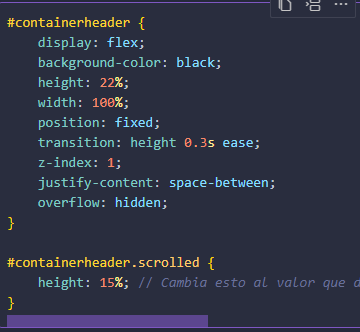 #containerheader {
display: flex;
background-color: black;
height: 22%;
width: 100%;
position: fixed;
transition: height 0.3s ease;
z-index: 1;
justify-content: space-between;
overflow: hidden;
}
#containerheader.scrolled {
height: 15%; // Cambia esto al valor que
}